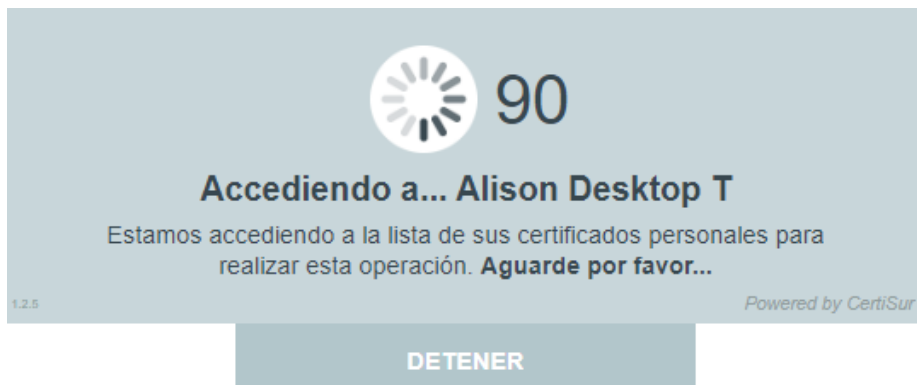 90
Accediendo a... Alison Desktop T
Estamos accediendo a la lista de sus certificados personales para
realizar esta operación. Aguarde por favor...
1.2.5
Powered by CertiSur
DETENER